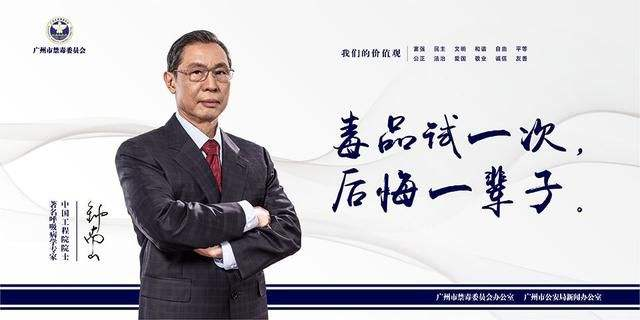 广州市禁毒委员会
我们的价值观
富强 民主 文明 和谐 自由 平等
公正 法治 爱国 敬业 诚信 友善
毒品试一次，
后悔一辈子。
钟南山
中国工程院院士
著名呼吸病学专家
广州市禁毒委员会办公室 广州市公安局新闻办公室